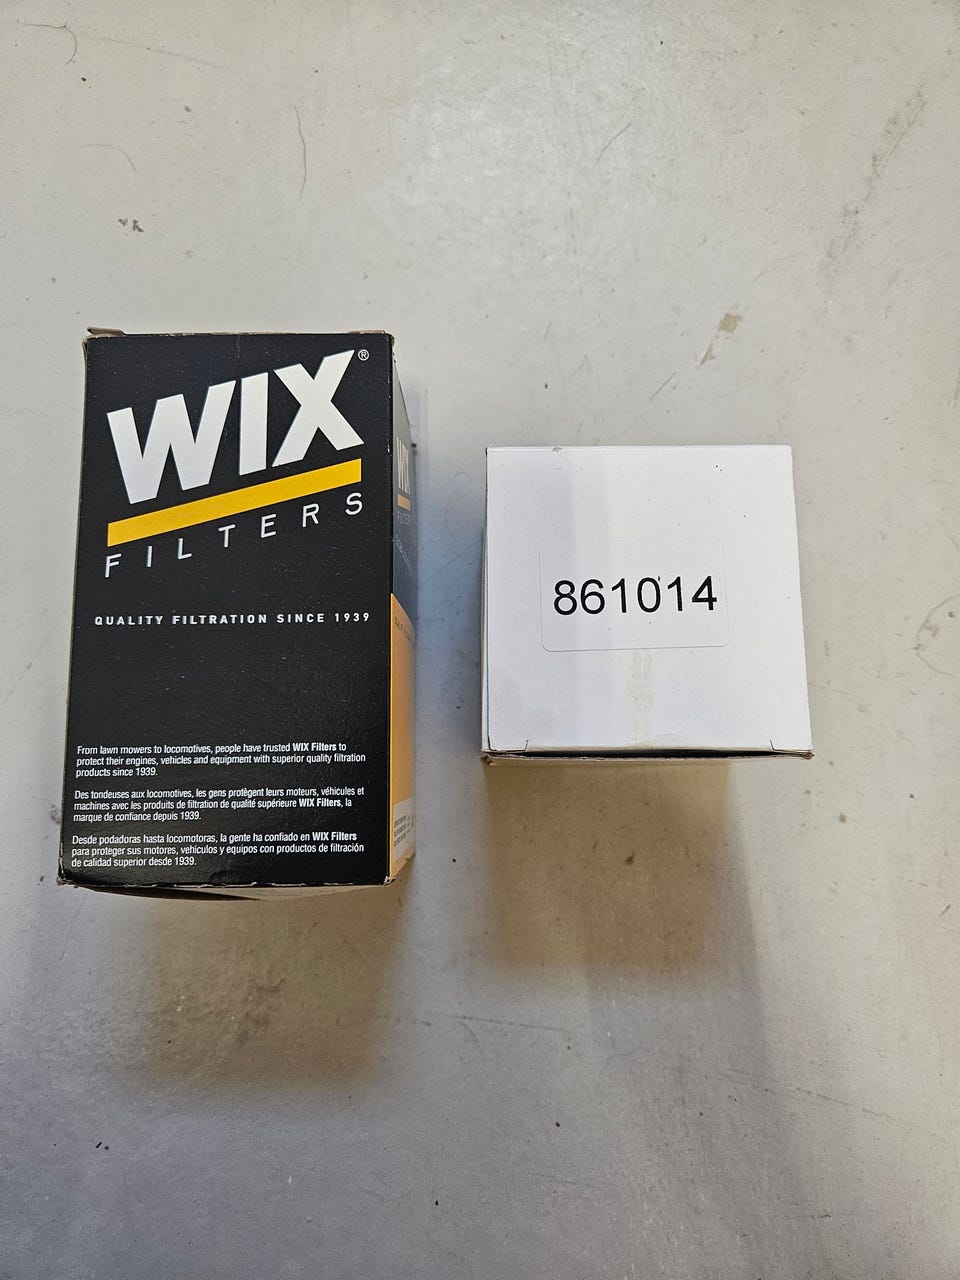 WIX®
FILTERS
QUALITY FILTRATION SINCE 1939
From lawn mowers to locomotives, people have trusted WIX Filters to
protect their engines, vehicles and equipment with superior quality filtration
products since 1939.
Des tondeuses aux locomotives, les gens protègent leurs moteurs, véhicules et
machines avec les produits de filtration de qualité supérieure WIX Filters, la
marque de confiance depuis 1939.
Desde podadoras hasta locomotoras, la gente ha confiado en WIX Filters
para proteger sus motores, vehículos y equipos con productos de filtración
de calidad superior desde 1939.
WIX
861014